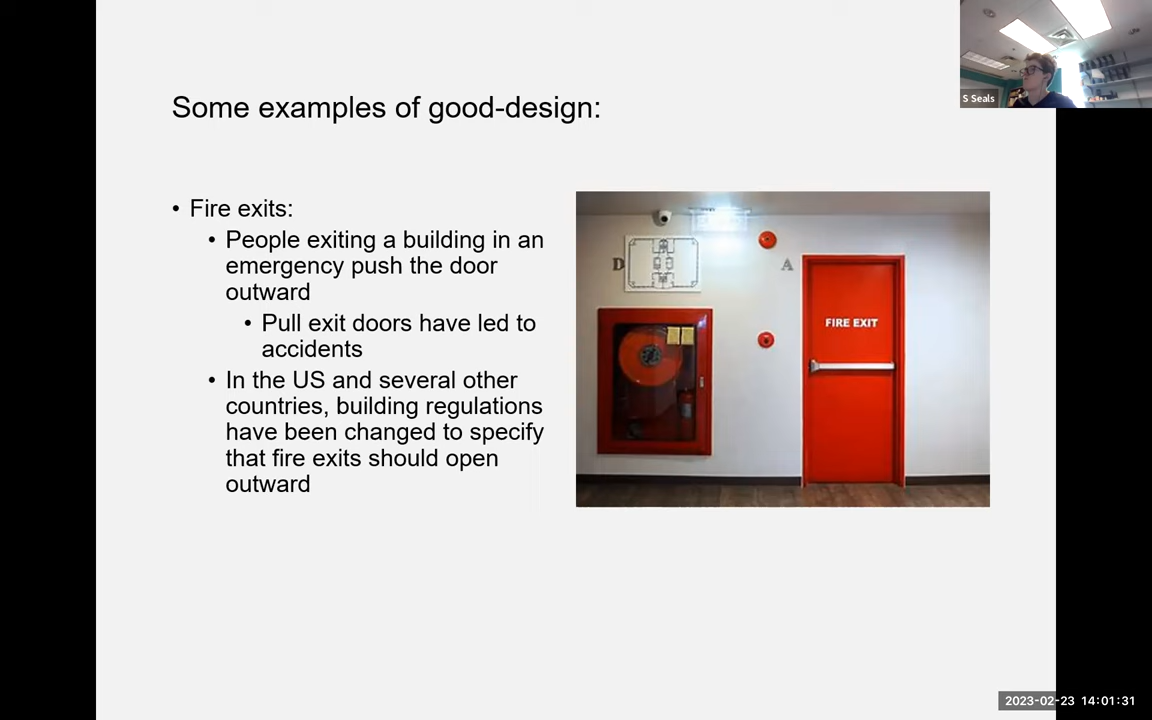 Some examples of good-design:
• Fire exits:
• People exiting a building in an
emergency push the door
outward
• Pull exit doors have led to
accidents
• In the US and several other
countries, building regulations
have been changed to specify
that fire exits should open
outward
D
A
FIRE EXIT
S Seals
2023-02-23 14:01:31